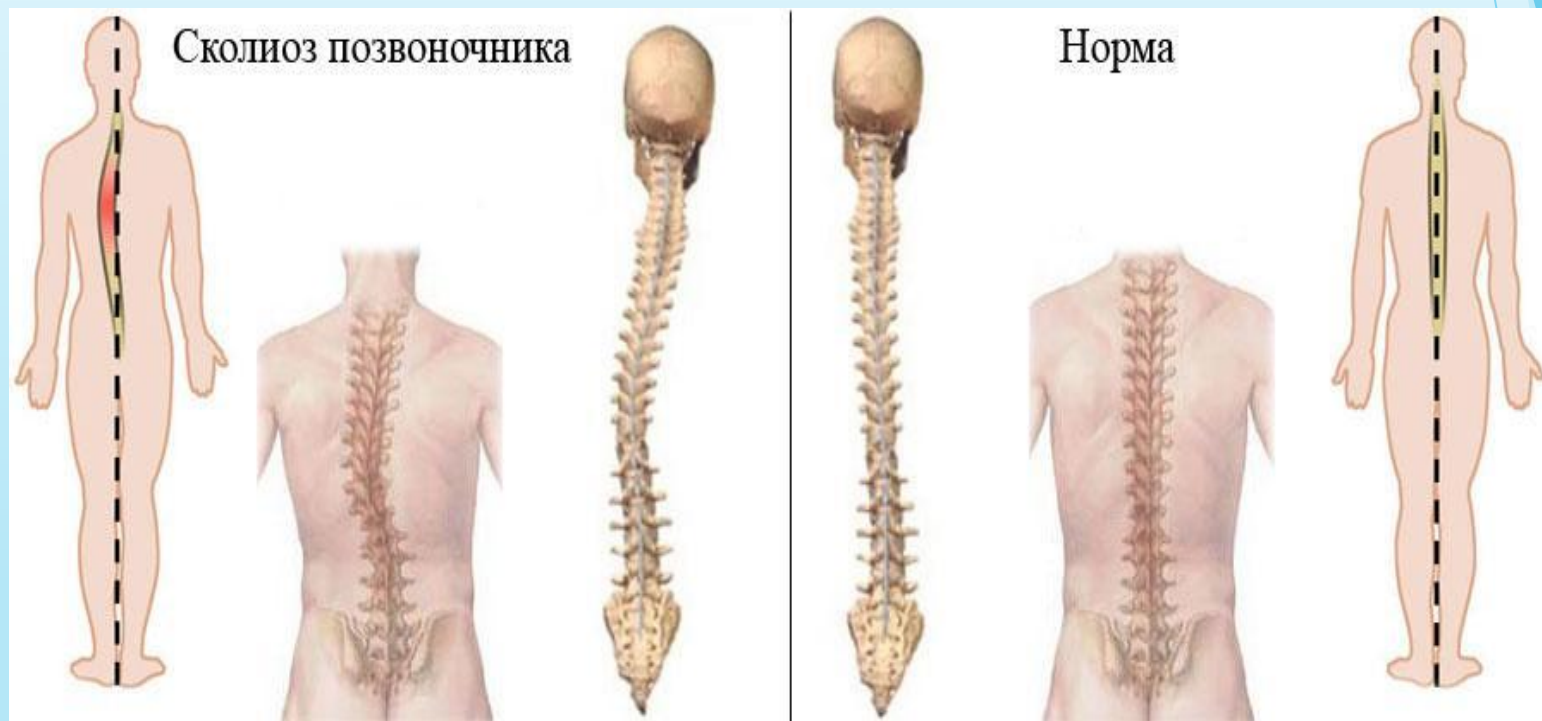 Сколиоз позвоночника
Норма